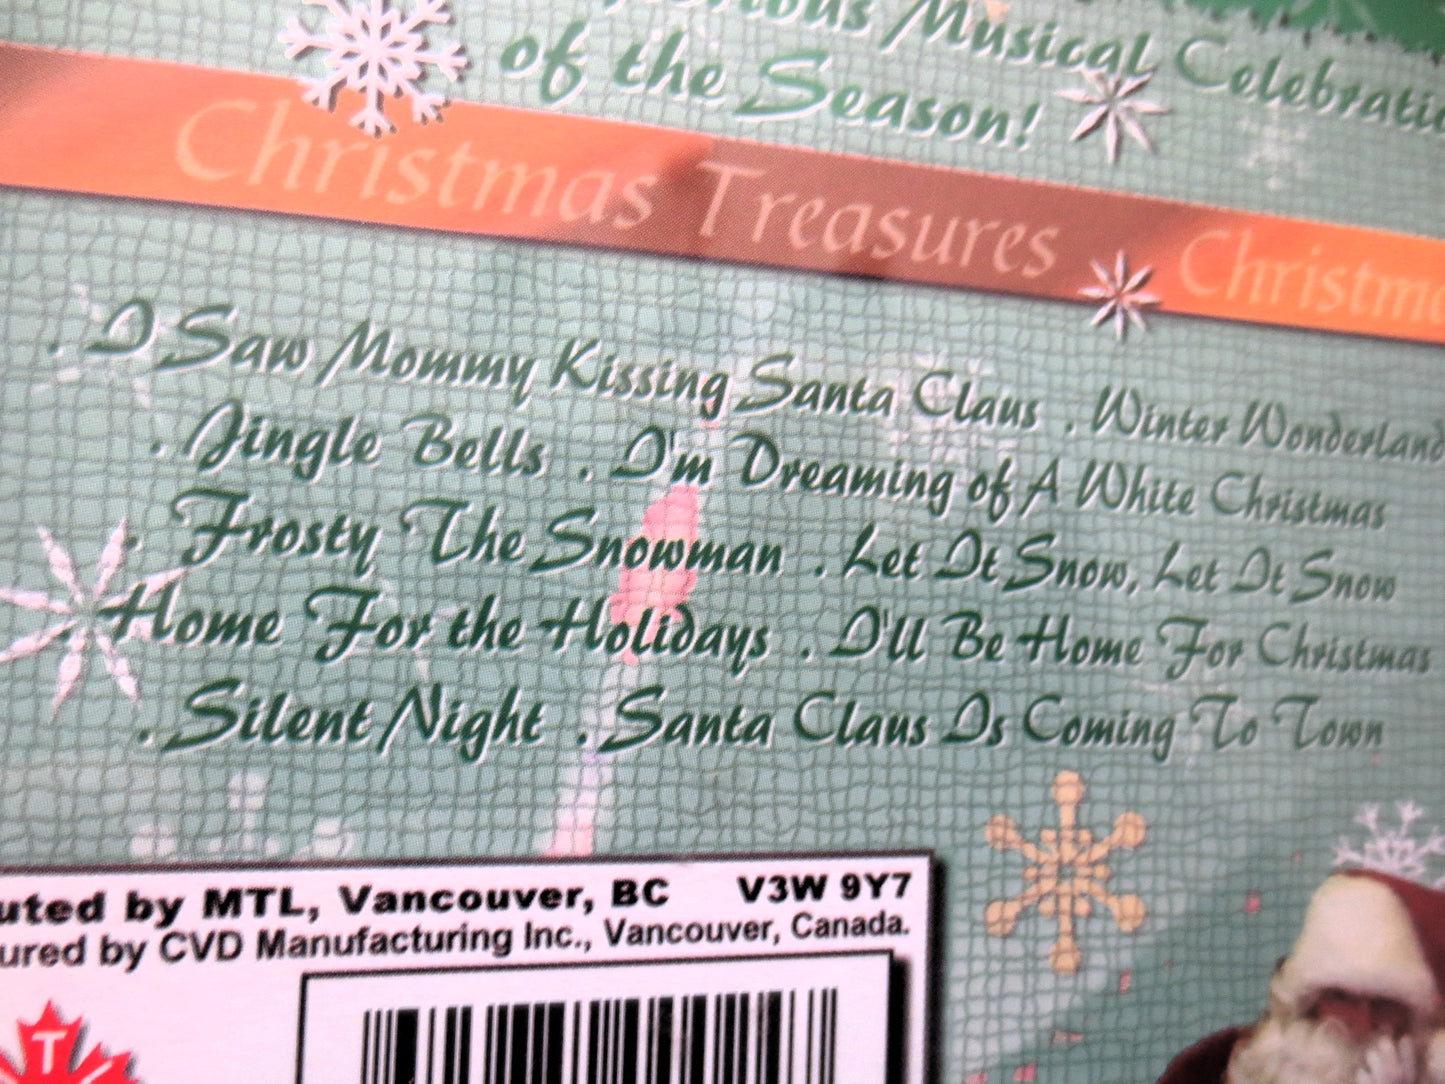 Musical Celebratio
of the Season!
Christmas Treasures Christma
. I Saw Mommy Kissing Santa Claus . Winter Wonderland
. Jingle Bells . I'm Dreaming of A White Christmas
. Frosty The Snowman . Let It Snow, Let It Snow
Home For the Holidays . I'll Be Home For Christmas
. Silent Night . Santa Claus Is Coming To Town
uted by MTL, Vancouver, BC V3W 9Y7
ured by CVD Manufacturing Inc., Vancouver, Canada.
T